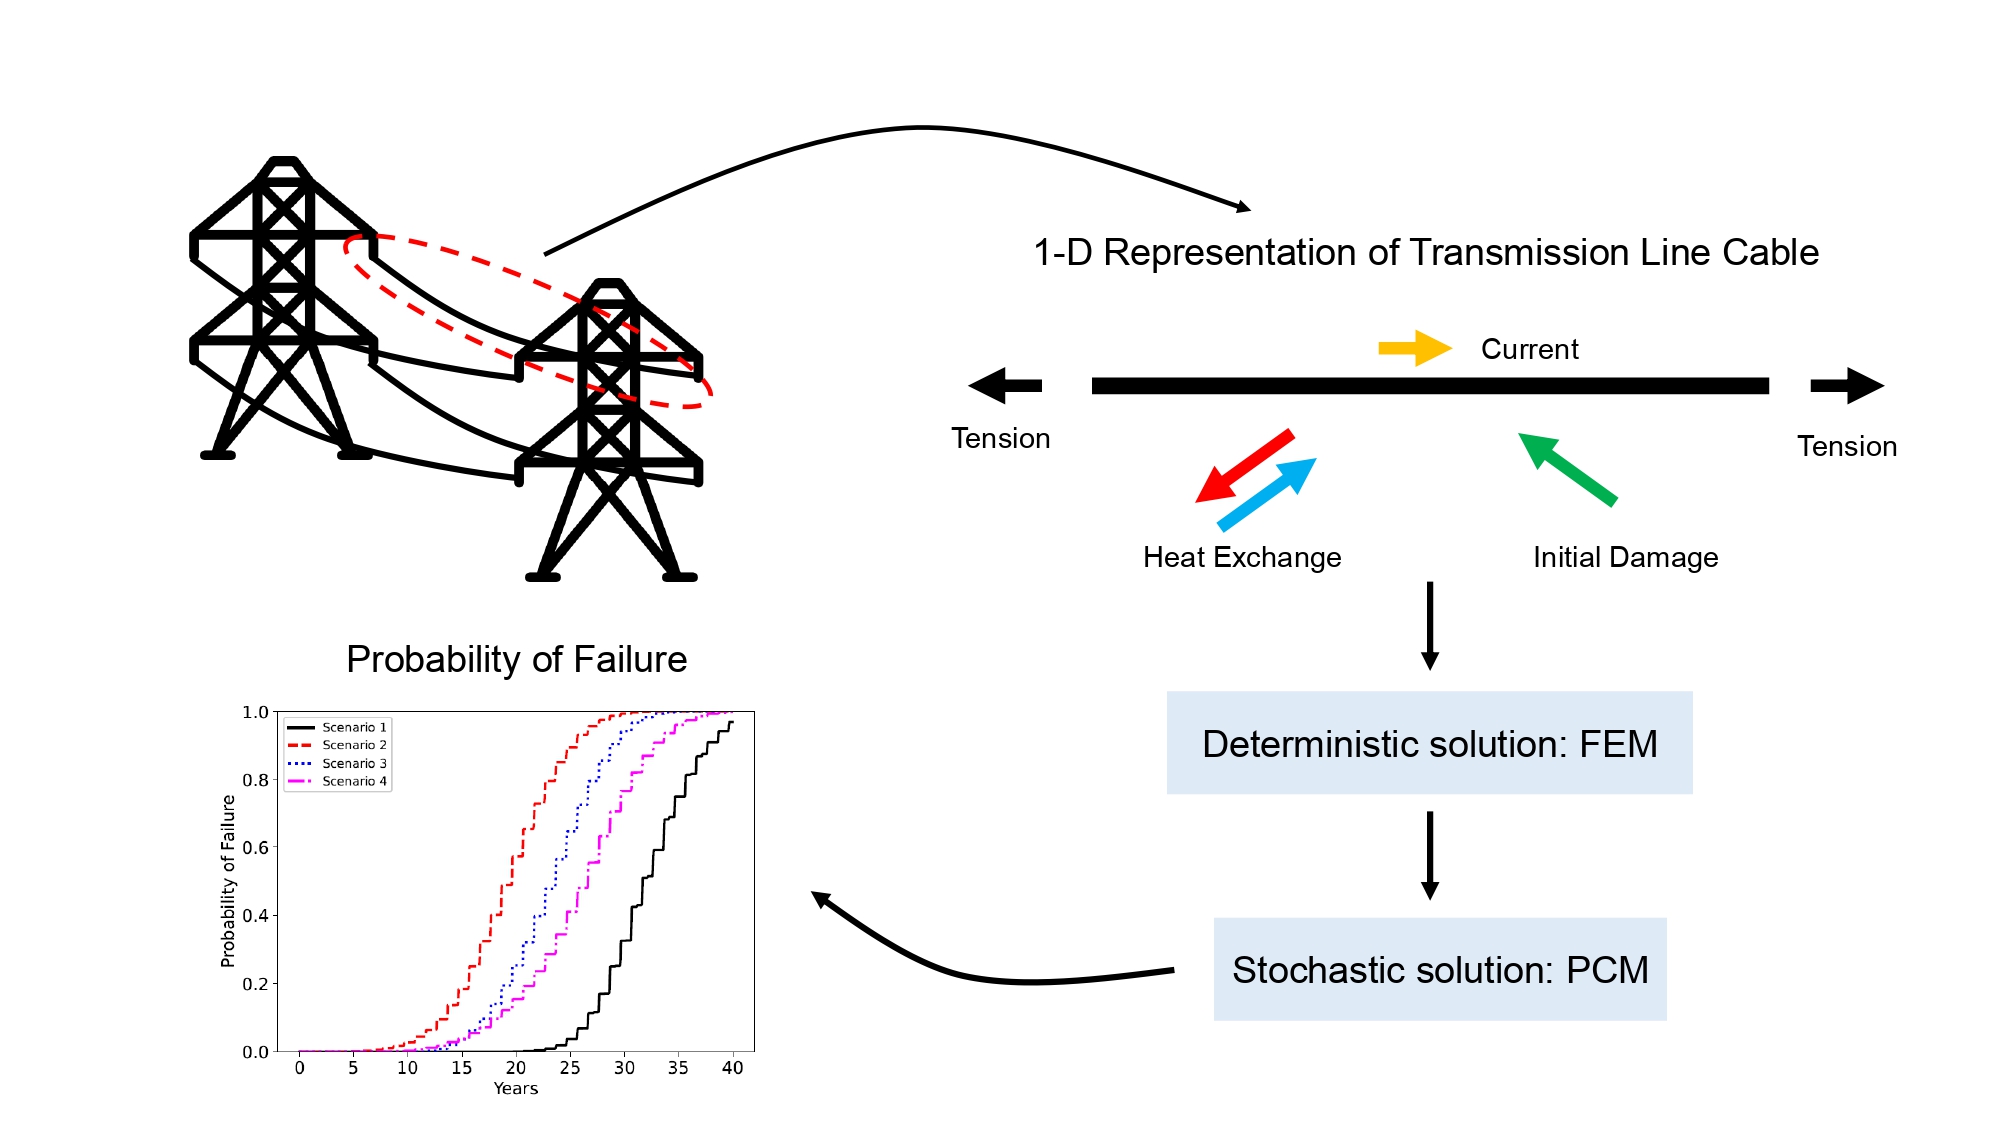 1-D Representation of Transmission Line Cable
Current
Tension
Tension
Heat Exchange
Initial Damage
Deterministic solution: FEM
Stochastic solution: PCM
Probability of Failure
Scenario 1
Scenario 2
Scenario 3
Scenario 4
Probability of Failure
1.0
0.8
0.6
0.4
0.2
0.0
0 5 10 15 20 25 30 35 40
Years